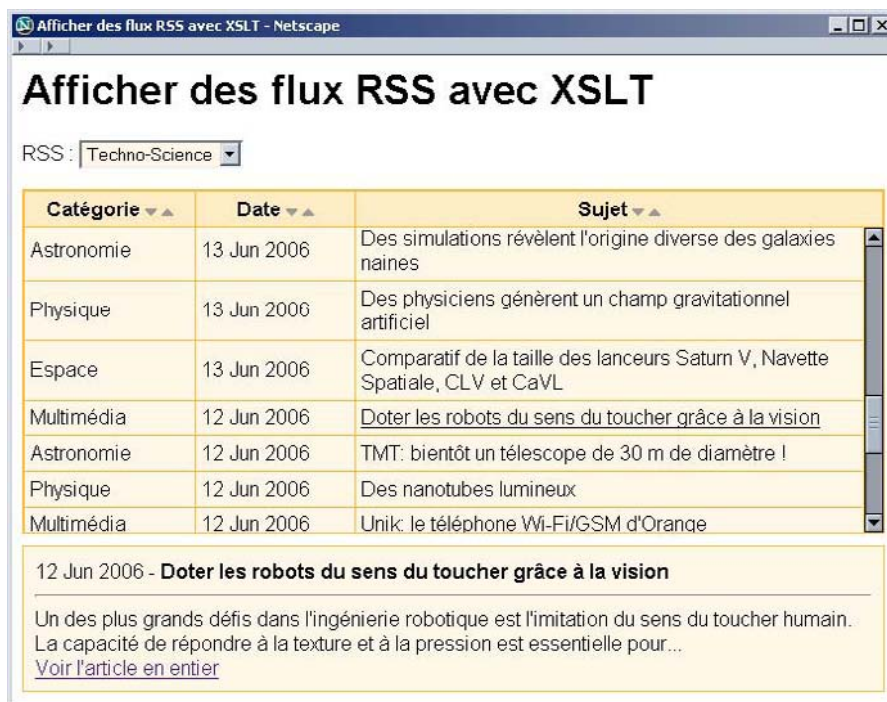 Afficher des flux RSS avec XSLT - Netscape
Afficher des flux RSS avec XSLT
RSS : Techno-Science
Catégorie Date Sujet
Astronomie 13 Jun 2006 Des simulations révèlent l'origine diverse des galaxies
naines
Physique 13 Jun 2006 Des physiciens génèrent un champ gravitationnel
artificiel
Espace 13 Jun 2006 Comparatif de la taille des lanceurs Saturn V, Navette
Spatiale, CLV et CaVL
Multimédia 12 Jun 2006 Doter les robots du sens du toucher grâce à la vision
Astronomie 12 Jun 2006 TMT: bientôt un télescope de 30 m de diamètre !
Physique 12 Jun 2006 Des nanotubes lumineux
Multimédia 12 Jun 2006 Unik: le téléphone Wi-Fi/GSM d'Orange
12 Jun 2006 - Doter les robots du sens du toucher grâce à la vision
Un des plus grands défis dans l'ingénierie robotique est l'imitation du sens du toucher humain.
La capacité de répondre à la texture et à la pression est essentielle pour...
Voir l'article en entier